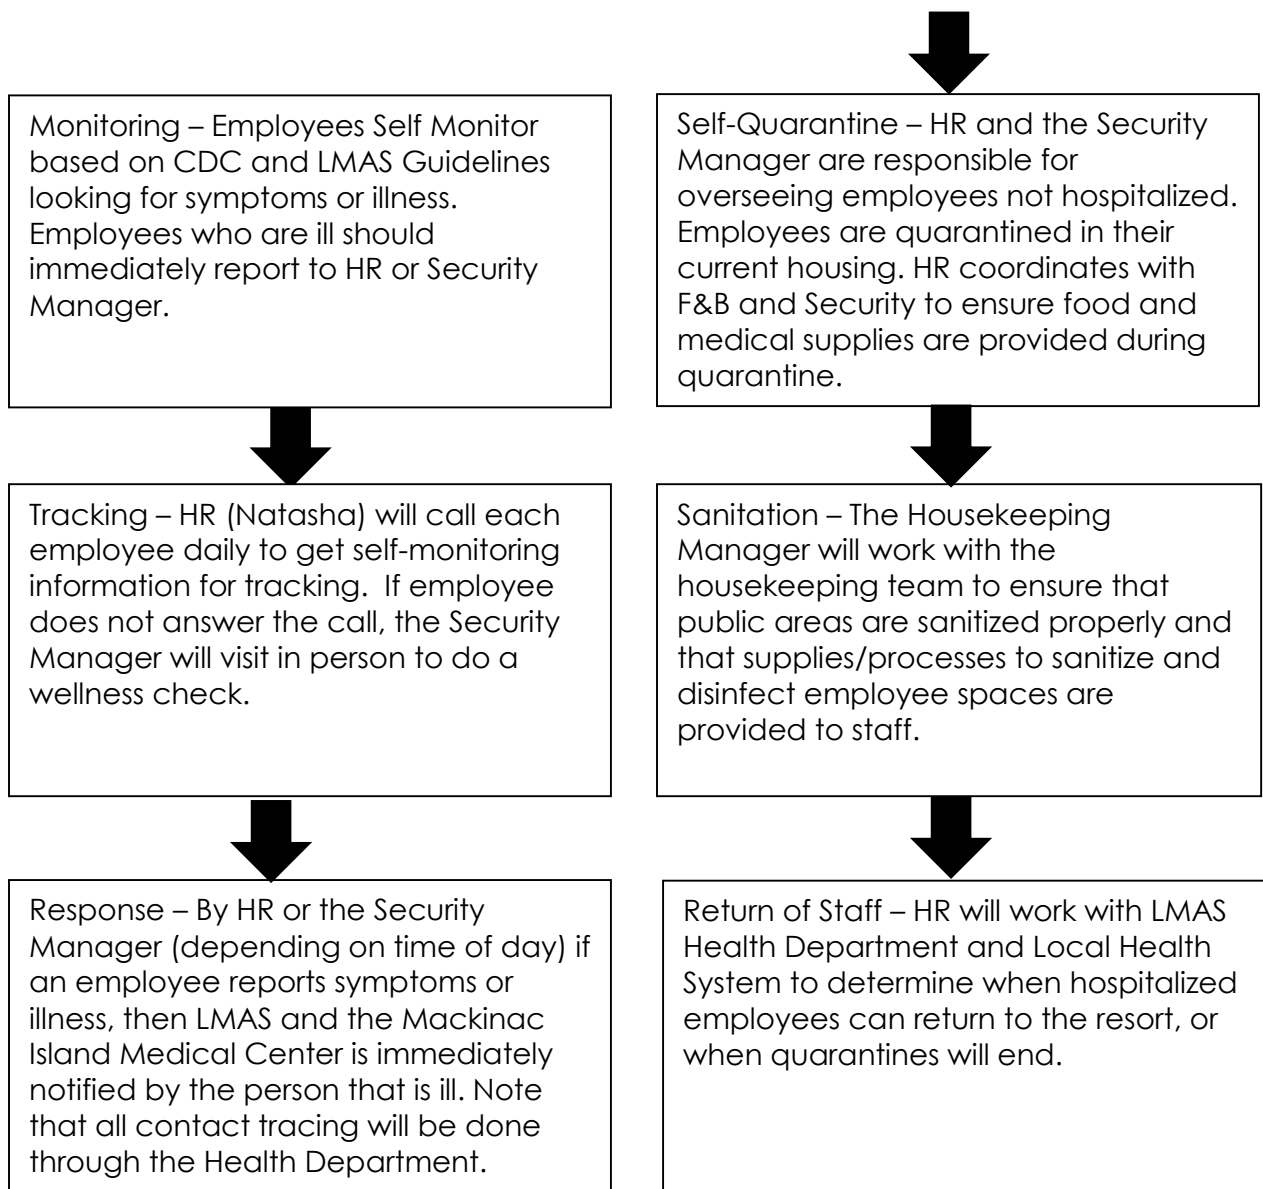 Monitoring – Employees Self Monitor
based on CDC and LMAS Guidelines
looking for symptoms or illness.
Employees who are ill should
immediately report to HR or Security
Manager.
Tracking – HR (Natasha) will call each
employee daily to get self-monitoring
information for tracking.  If employee
does not answer the call, the Security
Manager will visit in person to do a
wellness check.
Response – By HR or the Security
Manager (depending on time of day) if
an employee reports symptoms or
illness, then LMAS and the Mackinac
Island Medical Center is immediately
notified by the person that is ill. Note
that all contact tracing will be done
through the Health Department.
Self-Quarantine – HR and the Security
Manager are responsible for
overseeing employees not hospitalized.
Employees are quarantined in their
current housing. HR coordinates with
F&B and Security to ensure food and
medical supplies are provided during
quarantine.
Sanitation – The Housekeeping
Manager will work with the
housekeeping team to ensure that
public areas are sanitized properly and
that supplies/processes to sanitize and
disinfect employee spaces are
provided to staff.
Return of Staff – HR will work with LMAS
Health Department and Local Health
System to determine when hospitalized
employees can return to the resort, or
when quarantines will end.